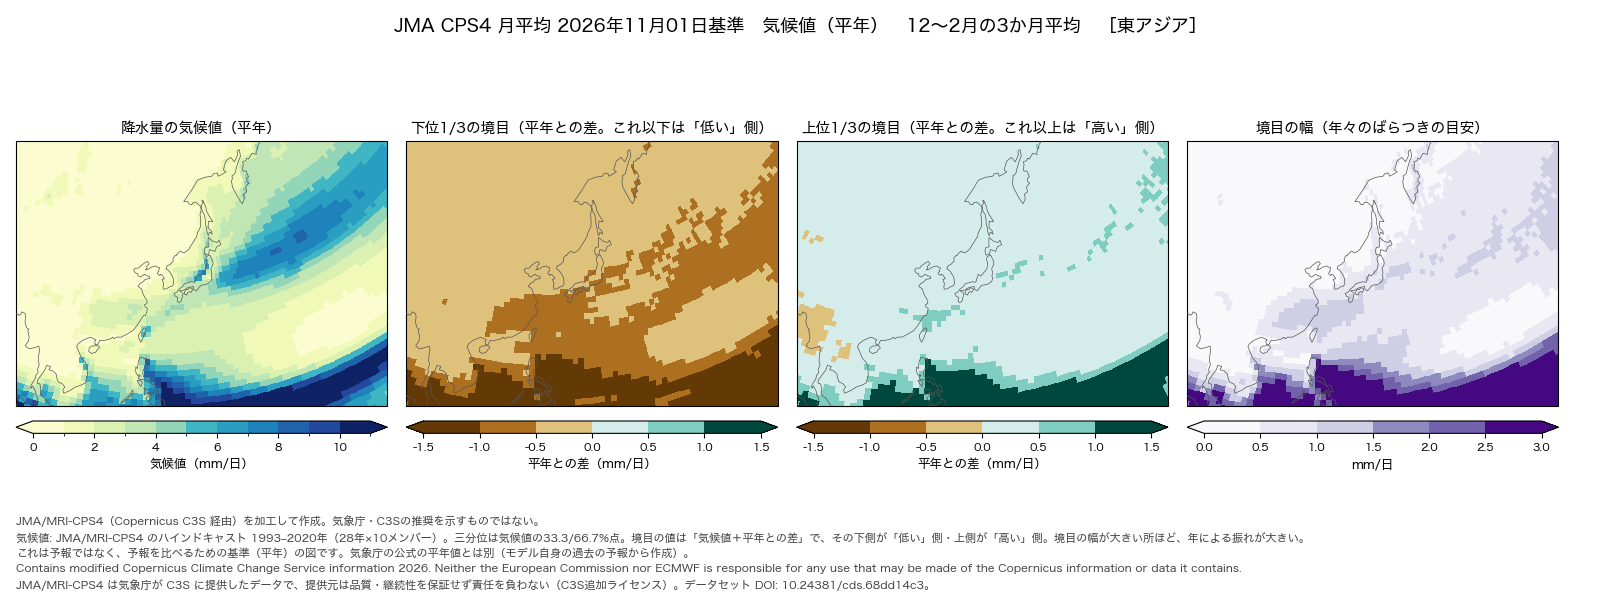 JMA CPS4 月平均 2026年11月01日基準　気候値（平年）　12～2月の3か月平均　［東アジア］
降水量の気候値（平年）
下位1/3の境目（平年との差。これ以下は「低い」側）
上位1/3の境目（平年との差。これ以上は「高い」側）
境目の幅（年々のばらつきの目安）
0 2 4 6 8 10
気候値（mm/日）
-1.5 -1.0 -0.5 0.0 0.5 1.0 1.5
平年との差（mm/日）
-1.5 -1.0 -0.5 0.0 0.5 1.0 1.5
平年との差（mm/日）
0.0 0.5 1.0 1.5 2.0 2.5 3.0
mm/日
JMA/MRI-CPS4（Copernicus C3S 経由）を加工して作成。気象庁・C3Sの推奨を示すものではない。
気候値: JMA/MRI-CPS4 のハインドキャスト 1993–2020年（28年×10メンバー）。三分位は気候値の33.3/66.7%点。境目の値は「気候値＋平年との差」で、その下側が「低い」側・上側が「高い」側。境目の幅が大きい所ほど、年による振れが大きい。
これは予報ではなく、予報を比べるための基準（平年）の図です。気象庁の公式の平年値とは別（モデル自身の過去の予報から作成）。
Contains modified Copernicus Climate Change Service information 2026. Neither the European Commission nor ECMWF is responsible for any use that may be made of the Copernicus information or data it contains.
JMA/MRI-CPS4 は気象庁が C3S に提供したデータで、提供元は品質・継続性を保証せず責任を負わない（C3S追加ライセンス）。データセット DOI: 10.24381/cds.68dd14c3。